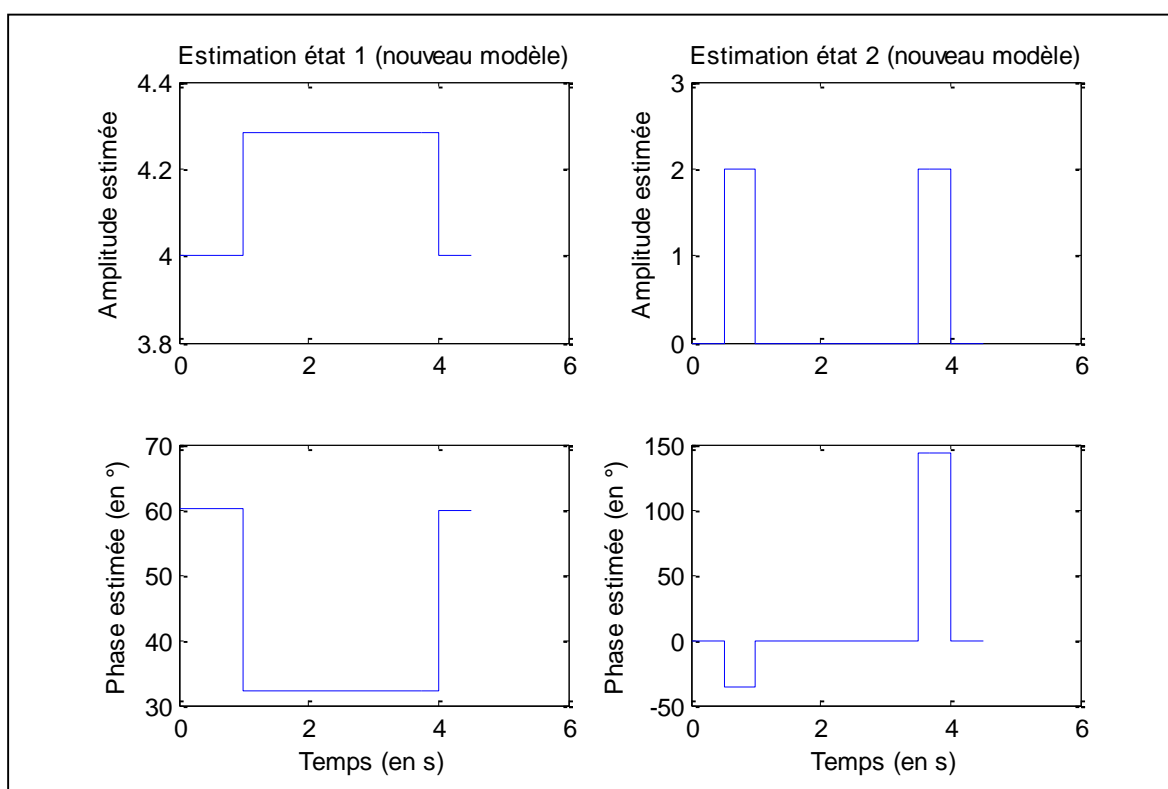 Estimation état 1 (nouveau modèle)
Amplitude estimée
4.4
4.2
4
3.8
0 2 4 6
Estimation état 2 (nouveau modèle)
Amplitude estimée
3
2
1
0
0 2 4 6
Phase estimée (en °)
70
60
50
40
30
0 2 4 6
Temps (en s)
Phase estimée (en °)
150
100
50
0
-50
0 2 4 6
Temps (en s)